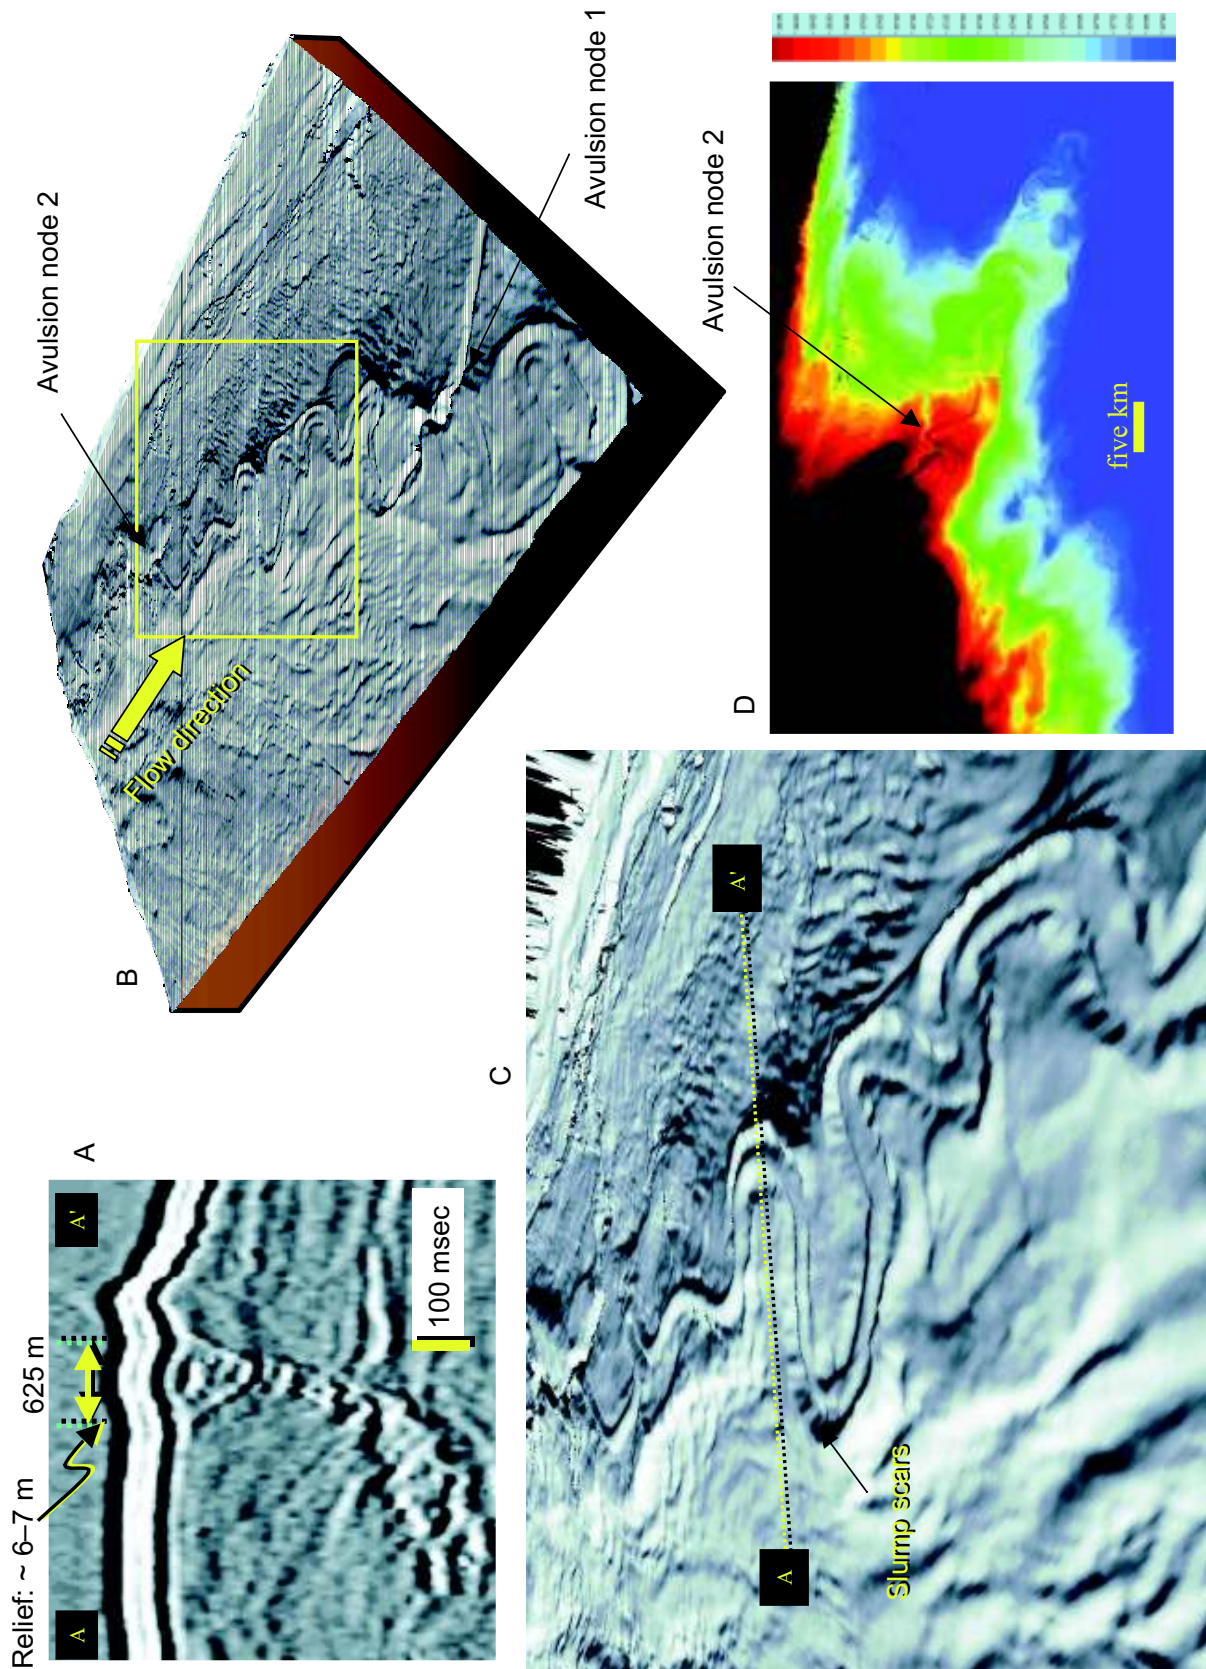 A
Relief: ~ 6–7 m
625 m
A
A'
100 msec
B
Flow direction
Avulsion node 2
Avulsion node 1
C
A
A'
Slump scars
D
Avulsion node 2
five km